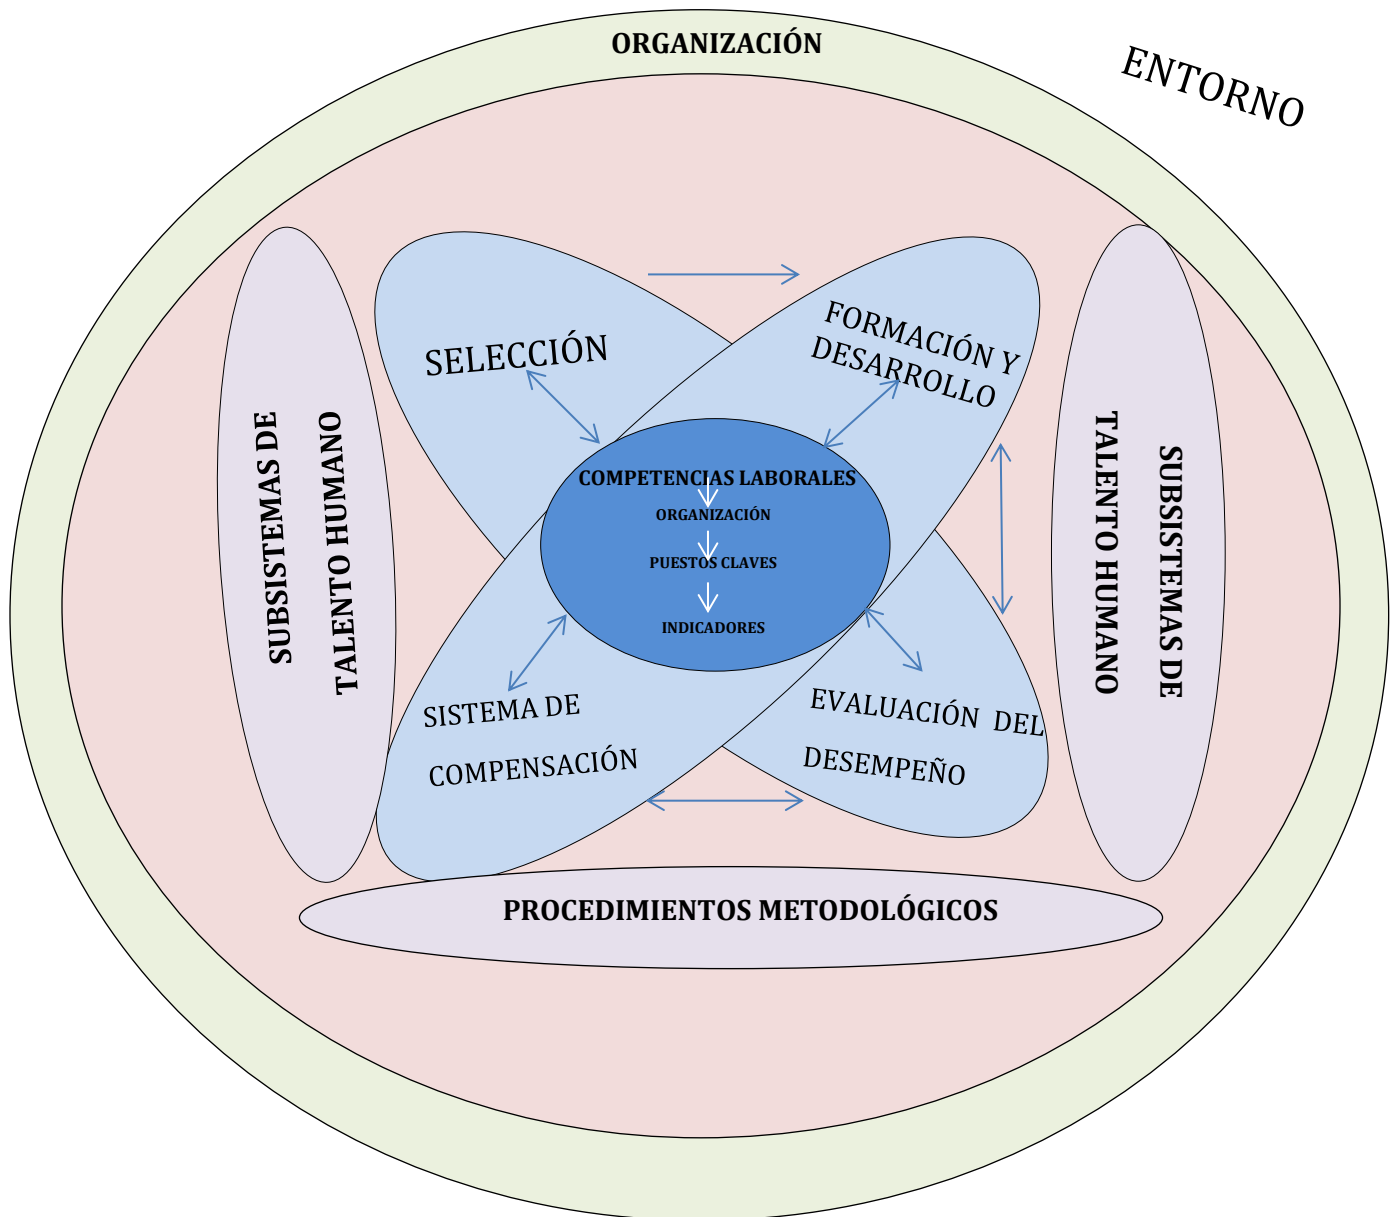 ORGANIZACIÓN
ENTORNO
SELECCIÓN
FORMACIÓN Y
DESARROLLO
SUBSISTEMAS DE
TALENTO HUMANO
COMPETENCIAS LABORALES
ORGANIZACIÓN
PUESTOS CLAVES
INDICADORES
SUBSISTEMAS DE
TALENTO HUMANO
SISTEMA DE
COMPENSACIÓN
EVALUACIÓN DEL
DESEMPEÑO
PROCEDIMIENTOS METODOLÓGICOS